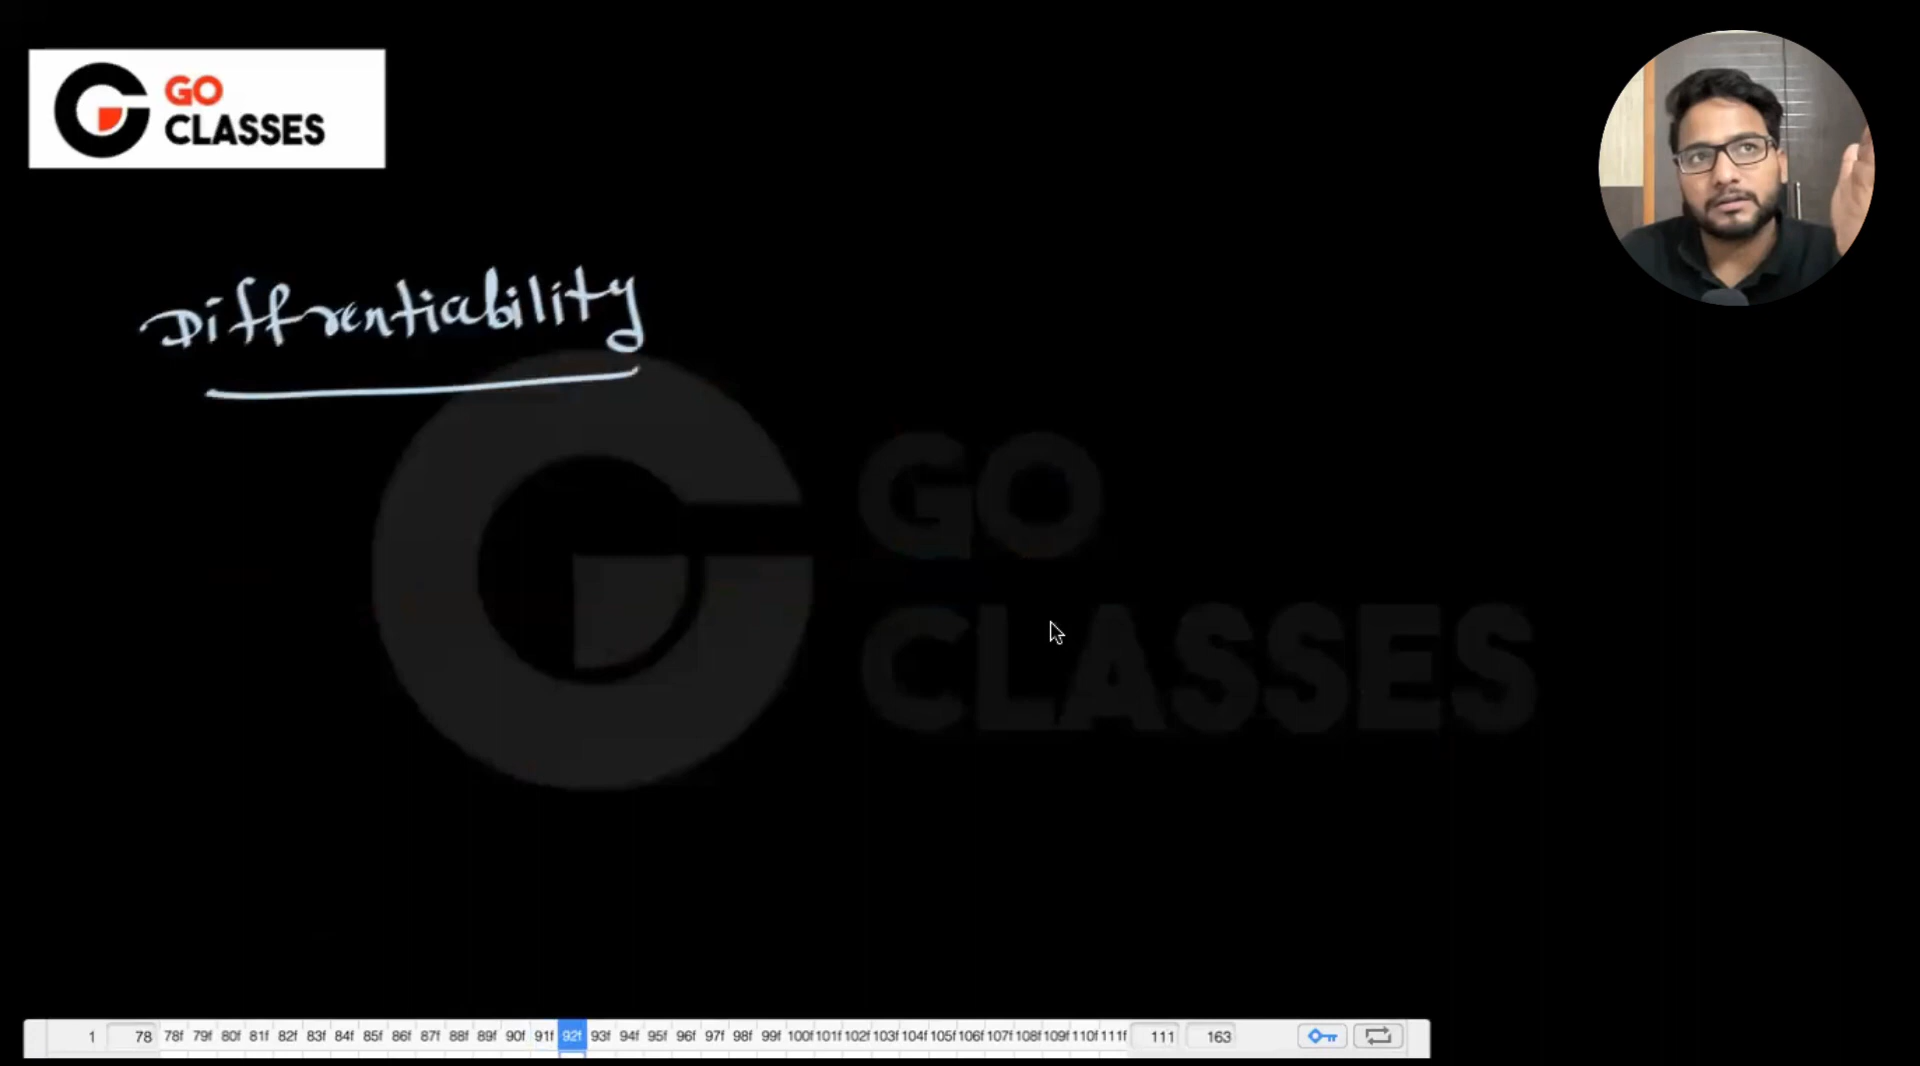 GO
CLASSES
Diffrentiability
GO
CLASSES
1 78 78f 79f 80f 81f 82f 83f 84f 85f 86f 87f 88f 89f 90f 91f 92f 93f 94f 95f 96f 97f 98f 99f 100f 101f 102f 103f 104f 105f 106f 107f 108f 109f 110f 111f 111 163